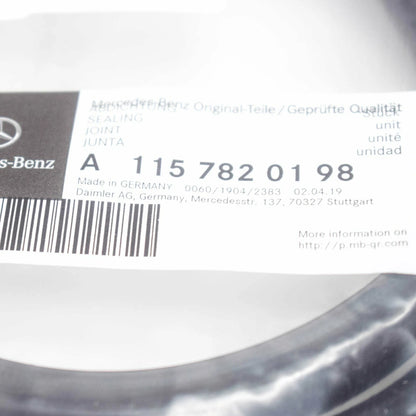 Mercedes-Benz Original-Teile / Geprüfte Qualität
ABDICHTUNG
SEALING
JOINT
JUNTA
Stück
unit
unité
unidad
s-Benz
A 115 782 01 98
Made in GERMANY 0060/1904/2383 02.04.19
Daimler AG, Germany, Mercedesstr. 137, 70327 Stuttgart
More information on
http://p.mb-qr.com